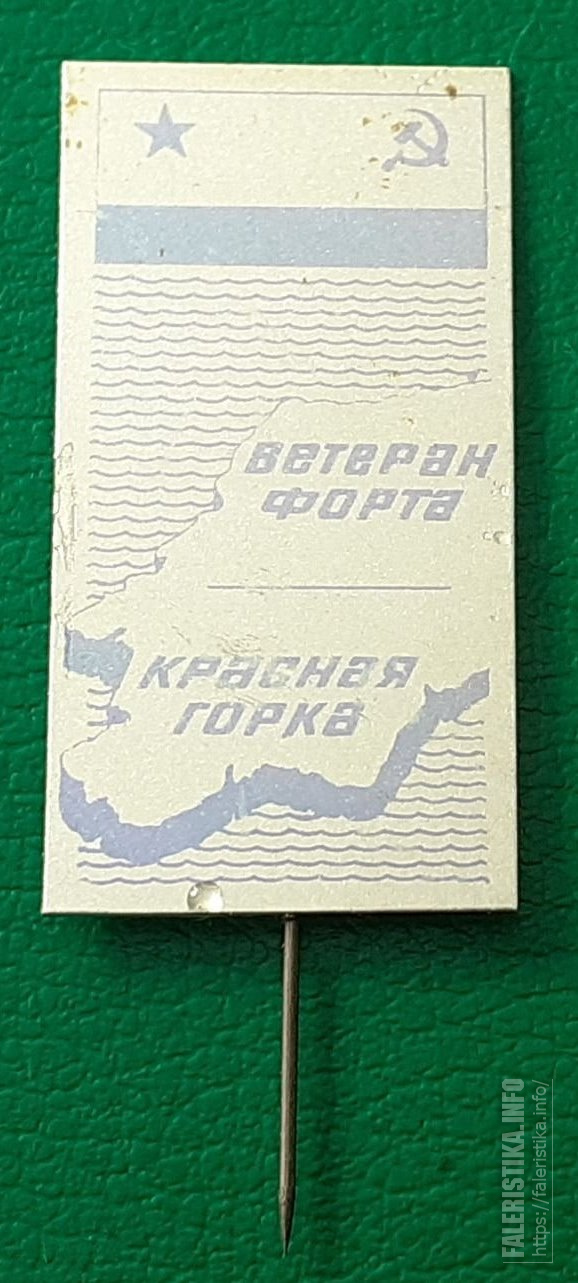 ветеран
форта
красная
горка
FALERISTIKA.INFO
https://faleristika.info/